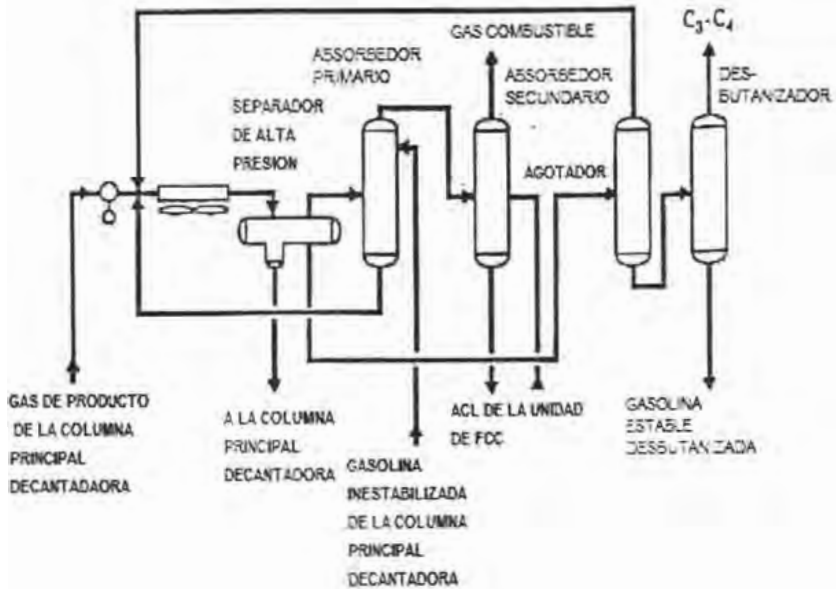 GAS COMBUSTIBLE
C₃-C₄
ASSORBEDOR
PRIMARIO
ASSORBEDOR
SECUNDARIO
DES-
BUTANIZADOR
SEPARADOR
DE ALTA
PRESION
AGOTADOR
GAS DE PRODUCTO
DE LA COLUMNA
PRINCIPAL
DECANTADAORA
A LA COLUMNA
PRINCIPAL
DECANTADORA
GASOLINA
INESTABILIZADA
DE LA COLUMNA
PRINCIPAL
DECANTADORA
ACL DE LA UNIDAD
DE FCC
GASOLINA
ESTABLE
DESBUTANIZADA